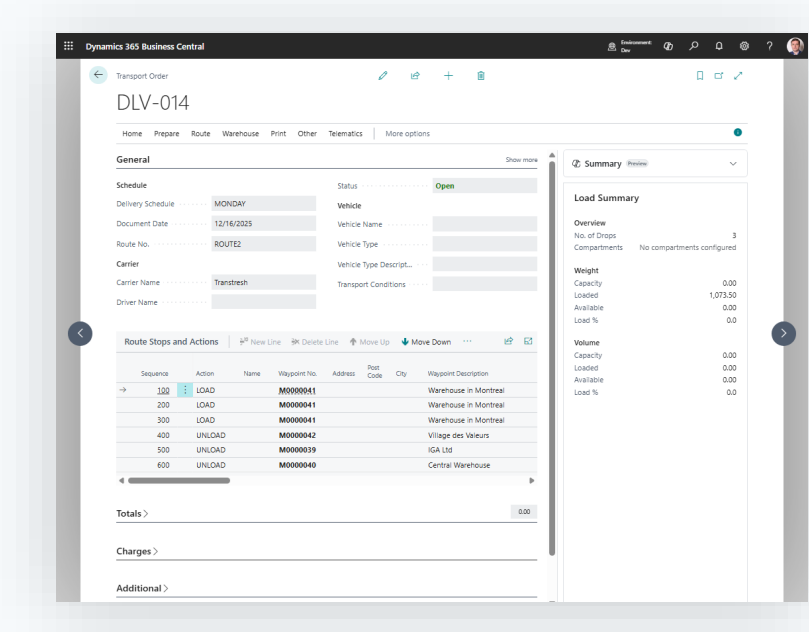 Dynamics 365 Business Central
Environment:
Dev
?
Transport Order
DLV-014
Home Prepare Route Warehouse Print Other Telematics More options
General Show more
Schedule
Delivery Schedule MONDAY
Document Date 12/16/2025
Route No. ROUTE2
Carrier
Carrier Name Transtresh
Driver Name
Status Open
Vehicle
Vehicle Name
Vehicle Type
Vehicle Type Descript...
Transport Conditions
Route Stops and Actions New Line Delete Line Move Up Move Down ...
Sequence Action Name Waypoint No. Address Post Code City Waypoint Description
100 LOAD M0000041 Warehouse in Montreal
200 LOAD M0000041 Warehouse in Montreal
300 LOAD M0000041 Warehouse in Montreal
400 UNLOAD M0000042 Village des Valeurs
500 UNLOAD M0000039 IGA Ltd
600 UNLOAD M0000040 Central Warehouse
Totals 0.00
Charges
Additional
Summary Preview
Load Summary
Overview
No. of Drops 3
Compartments No compartments configured
Weight
Capacity 0.00
Loaded 1,073.50
Available 0.00
Load % 0.0
Volume
Capacity 0.00
Loaded 0.00
Available 0.00
Load % 0.0